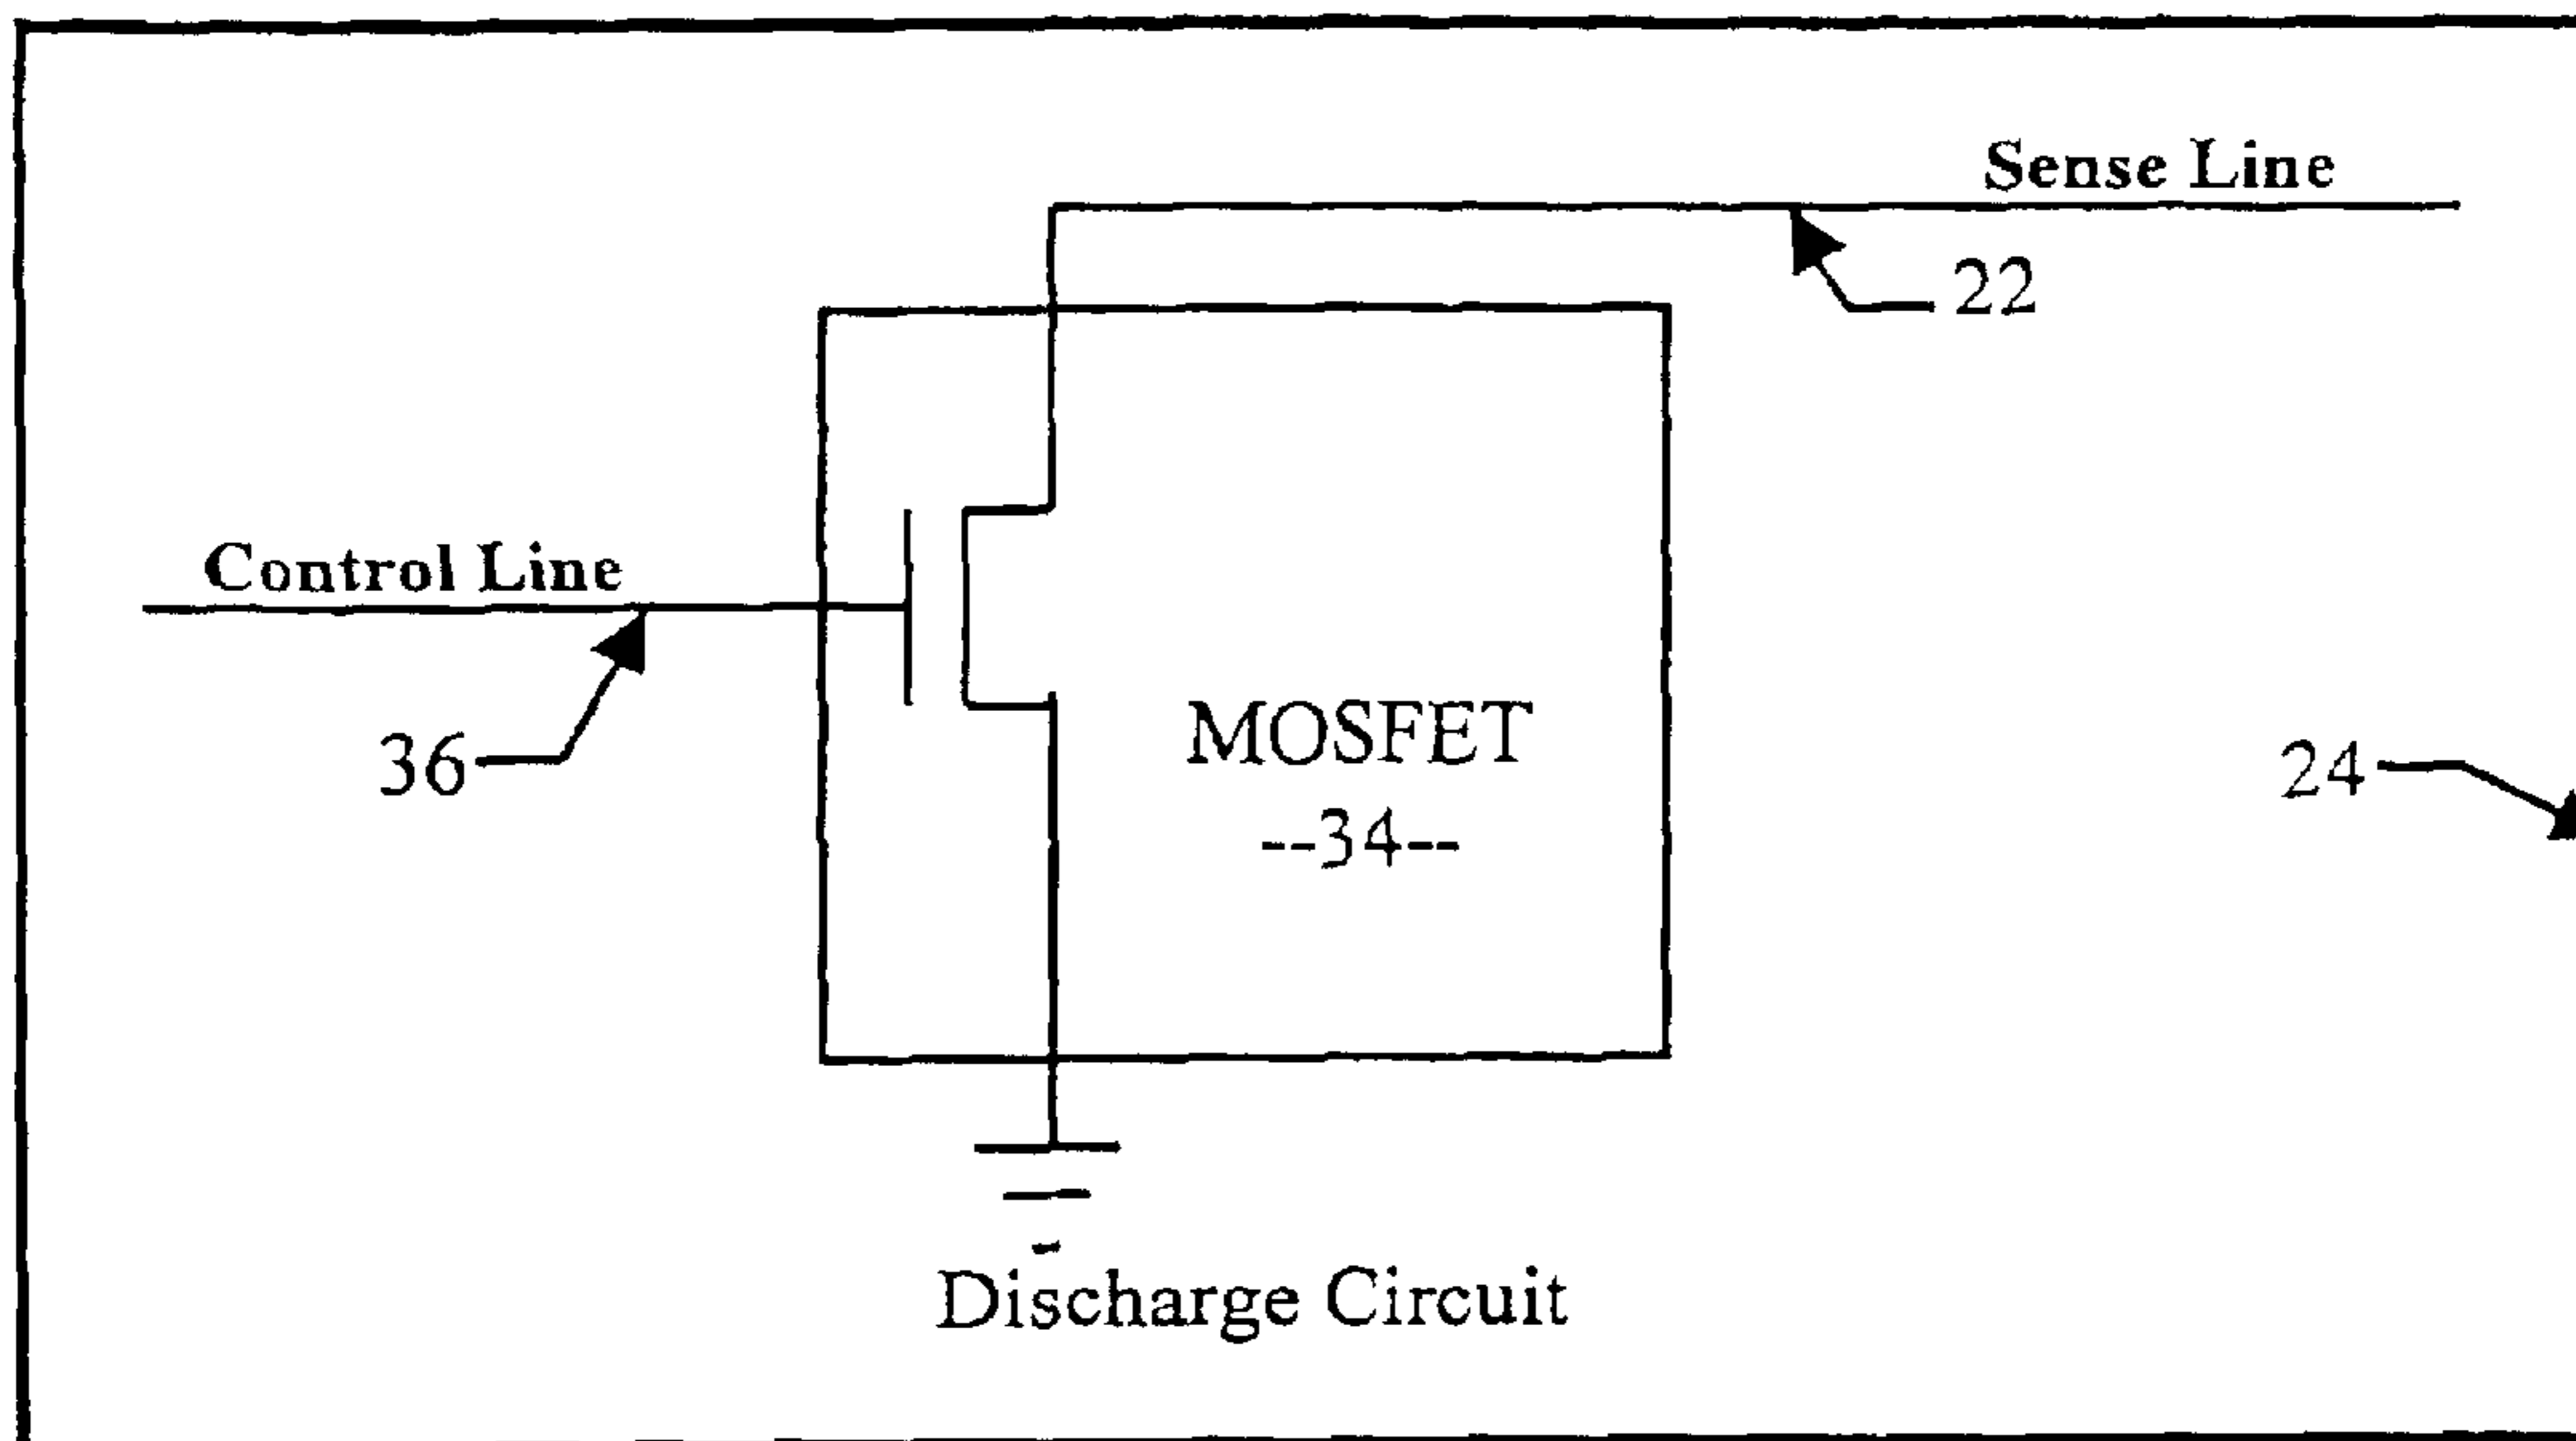 Sense Line
22
Control Line
36
MOSFET
--34--
24
Discharge Circuit